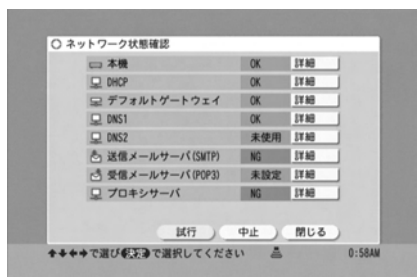 ネットワーク状態確認
本機 OK 詳細
DHCP OK 詳細
デフォルトゲートウェイ OK 詳細
DNS1 OK 詳細
DNS2 未使用 詳細
送信メールサーバ(SMTP) NG 詳細
受信メールサーバ(POP3) 未設定 詳細
プロキシサーバ NG 詳細
試行 中止 閉じる
で選び決定で選択してください 0:58AM